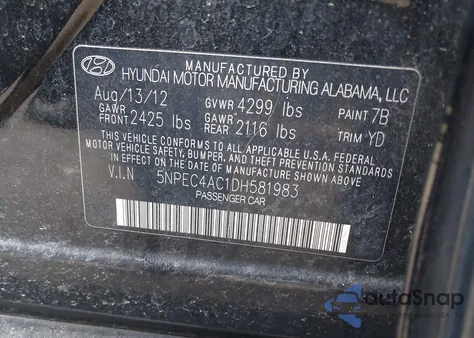 MANUFACTURED BY
HYUNDAI MOTOR MANUFACTURING ALABAMA, LLC
Aug/13/12 GVWR 4299 lbs PAINT 7B
GAWR FRONT 2425 lbs GAWR REAR 2116 lbs TRIM YD
THIS VEHICLE CONFORMS TO ALL APPLICABLE U.S.A FEDERAL
MOTOR VEHICLE SAFETY, BUMPER, AND THEFT PREVENTION STANDARDS
IN EFFECT ON THE DATE OF MANUFACTURE SHOWN ABOVE.
V.I.N 5NPEC4AC1DH581983
PASSENGER CAR
autoSnap